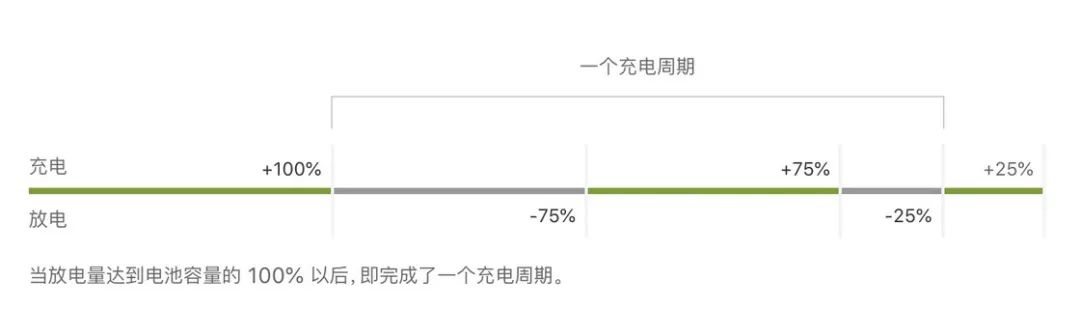 一个充电周期
充电
+100%
+75%
+25%
放电
-75%
-25%
当放电量达到电池容量的 100% 以后，即完成了一个充电周期。